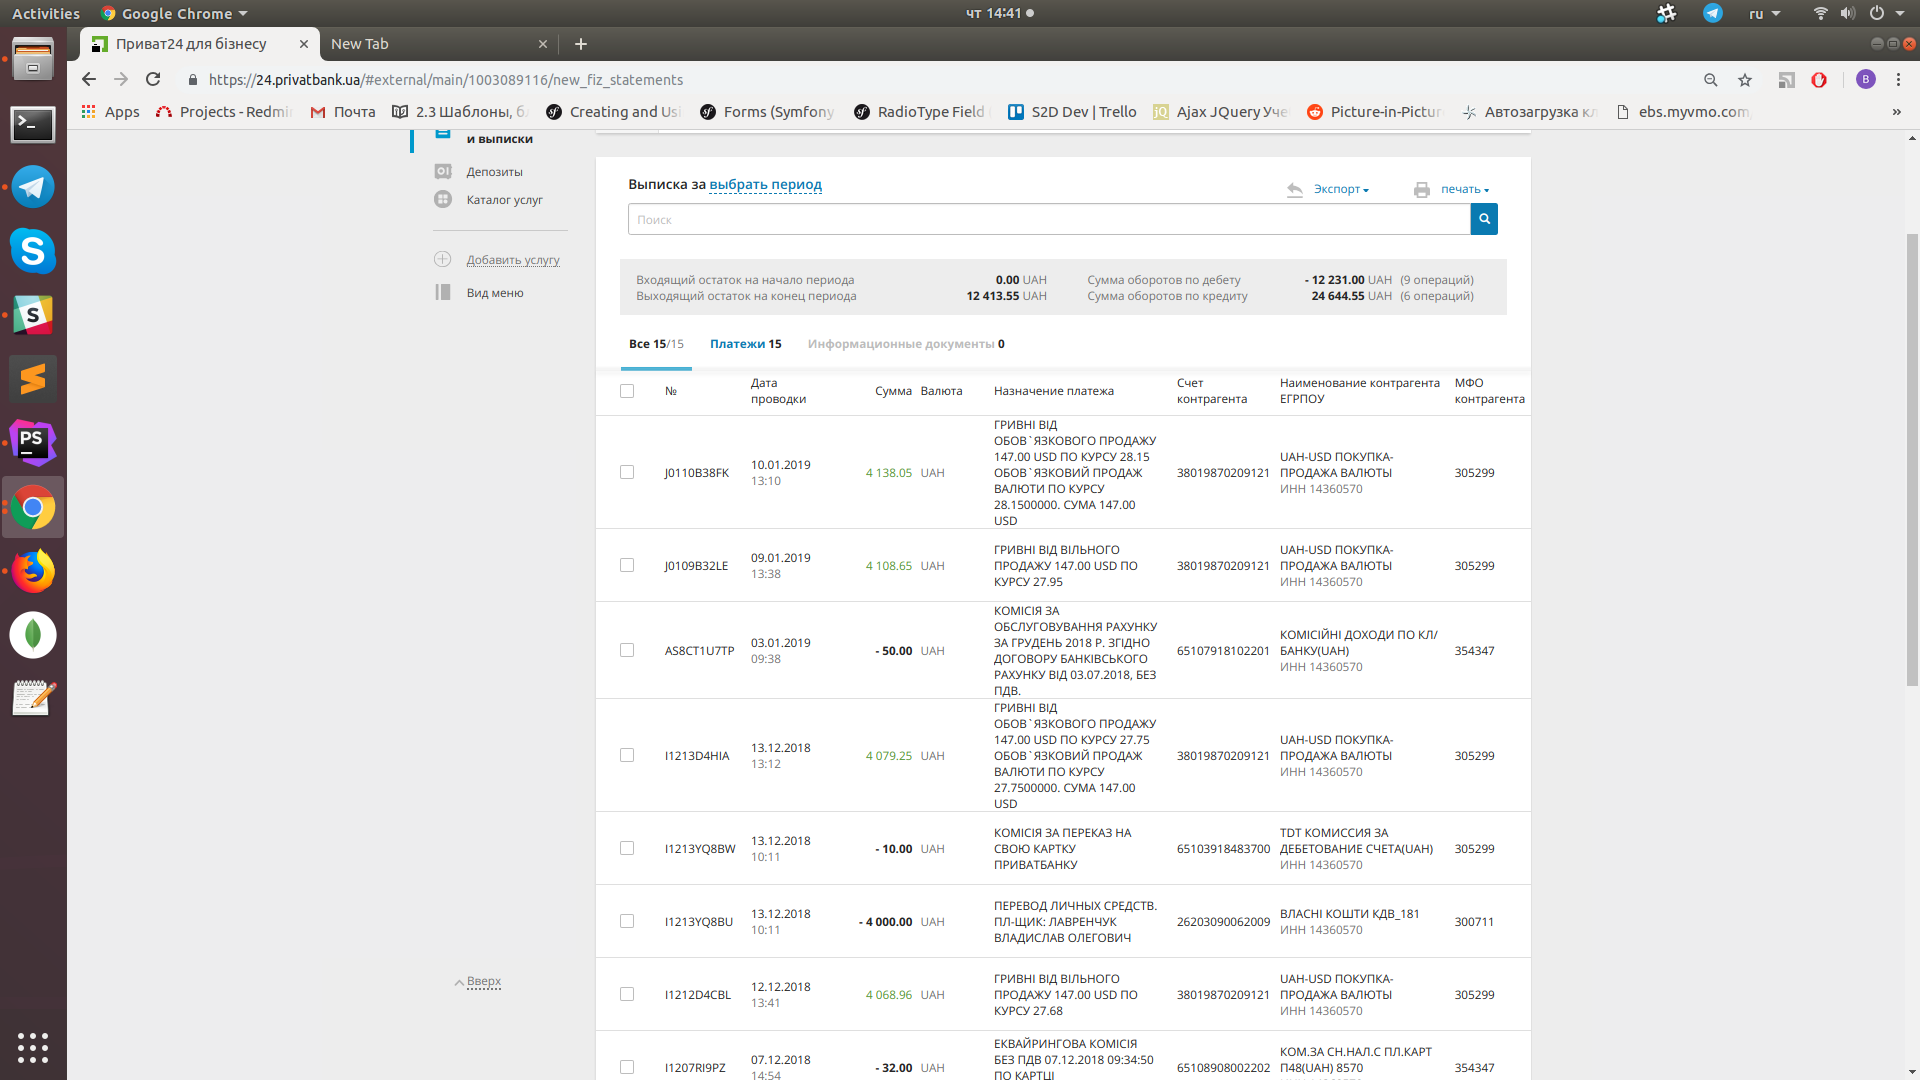 Activities
Google Chrome
чт 14:41
ru
Приват24 для бізнесу
New Tab
https://24.privatbank.ua/#external/main/1003089116/new_fiz_statements
B
Apps
Projects - Redmi
Почта
2.3 Шаблоны, бл
Creating and Usi
Forms (Symfony
RadioType Field
S2D Dev | Trello
Ajax JQuery Уче
Picture-in-Pictur
Автозагрузка кл
ebs.myvmo.com
»
и выписки
Депозиты
Каталог услуг
Добавить услугу
Вид меню
Вверх
Выписка за выбрать период
Экспорт
печать
Поиск
Входящий остаток на начало периода 0.00 UAH Сумма оборотов по дебету - 12 231.00 UAH (9 операций)
Выходящий остаток на конец периода 12 413.55 UAH Сумма оборотов по кредиту 24 644.55 UAH (6 операций)
Все 15/15 Платежи 15 Информационные документы 0
№
Дата
проводки
Сумма
Валюта
Назначение платежа
Счет
контрагента
Наименование контрагента
ЕГРПОУ
МФО
контрагента
J0110B38FK
10.01.2019
13:10
4 138.05 UAH
ГРИВНІ ВІД
ОБОВ`ЯЗКОВОГО ПРОДАЖУ
147.00 USD ПО КУРСУ 28.15
ОБОВ`ЯЗКОВИЙ ПРОДАЖ
ВАЛЮТИ ПО КУРСУ
28.1500000. СУМА 147.00
USD
38019870209121
UAH-USD ПОКУПКА-
ПРОДАЖА ВАЛЮТЫ
ИНН 14360570
305299
J0109B32LE
09.01.2019
13:38
4 108.65 UAH
ГРИВНІ ВІД ВІЛЬНОГО
ПРОДАЖУ 147.00 USD ПО
КУРСУ 27.95
38019870209121
UAH-USD ПОКУПКА-
ПРОДАЖА ВАЛЮТЫ
ИНН 14360570
305299
AS8CT1U7TP
03.01.2019
09:38
- 50.00 UAH
КОМІСІЯ ЗА
ОБСЛУГОВУВАННЯ РАХУНКУ
ЗА ГРУДЕНЬ 2018 Р. ЗГІДНО
ДОГОВОРУ БАНКІВСЬКОГО
РАХУНКУ ВІД 03.07.2018, БЕЗ
ПДВ.
65107918102201
КОМІСІЙНІ ДОХОДИ ПО КЛ/
БАНКУ(UAH)
ИНН 14360570
354347
I1213D4HIA
13.12.2018
13:12
4 079.25 UAH
ГРИВНІ ВІД
ОБОВ`ЯЗКОВОГО ПРОДАЖУ
147.00 USD ПО КУРСУ 27.75
ОБОВ`ЯЗКОВИЙ ПРОДАЖ
ВАЛЮТИ ПО КУРСУ
27.7500000. СУМА 147.00
USD
38019870209121
UAH-USD ПОКУПКА-
ПРОДАЖА ВАЛЮТЫ
ИНН 14360570
305299
I1213YQ8BW
13.12.2018
10:11
- 10.00 UAH
КОМІСІЯ ЗА ПЕРЕКАЗ НА
СВОЮ КАРТКУ
ПРИВАТБАНКУ
65103918483700
TDT КОМИССИЯ ЗА
ДЕБЕТОВАНИЕ СЧЕТА(UAH)
ИНН 14360570
305299
I1213YQ8BU
13.12.2018
10:11
- 4 000.00 UAH
ПЕРЕВОД ЛИЧНЫХ СРЕДСТВ.
ПЛ-ЩИК: ЛАВРЕНЧУК
ВЛАДИСЛАВ ОЛЕГОВИЧ
26203090062009
ВЛАСНІ КОШТИ КДВ_181
ИНН 14360570
300711
I1212D4CBL
12.12.2018
13:41
4 068.96 UAH
ГРИВНІ ВІД ВІЛЬНОГО
ПРОДАЖУ 147.00 USD ПО
КУРСУ 27.68
38019870209121
UAH-USD ПОКУПКА-
ПРОДАЖА ВАЛЮТЫ
ИНН 14360570
305299
I1207RI9PZ
07.12.2018
14:54
- 32.00 UAH
ЕКВАЙРИНГОВА КОМІСІЯ
БЕЗ ПДВ 07.12.2018 09:34:50
ПО КАРТЦІ
65108908002202
КОМ.ЗА СН.НАЛ.С ПЛ.КАРТ
П48(UAH) 8570
354347